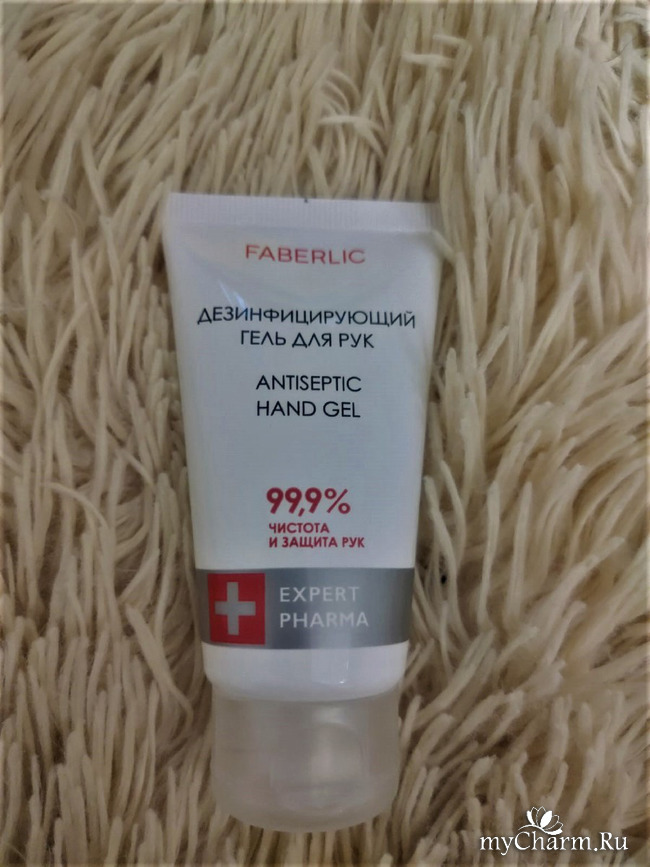 FABERLIC
ДЕЗИНФИЦИРУЮЩИЙ
ГЕЛЬ ДЛЯ РУК
ANTISEPTIC
HAND GEL
99,9%
ЧИСТОТА
И ЗАЩИТА РУК
EXPERT
PHARMA
myCharm.Ru